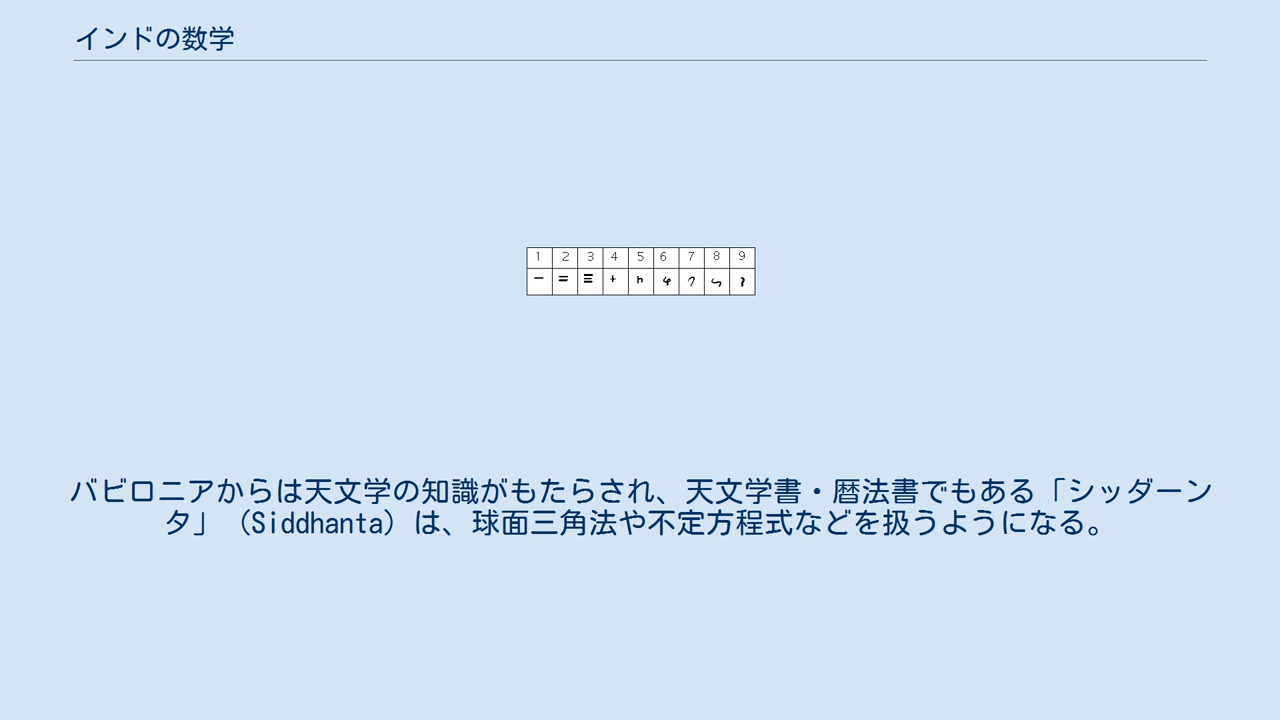 インドの数学
1 2 3 4 5 6 7 8 9
バビロニアからは天文学の知識がもたらされ、天文学書・暦法書でもある「シッダーン
タ」（Siddhanta）は、球面三角法や不定方程式などを扱うようになる。